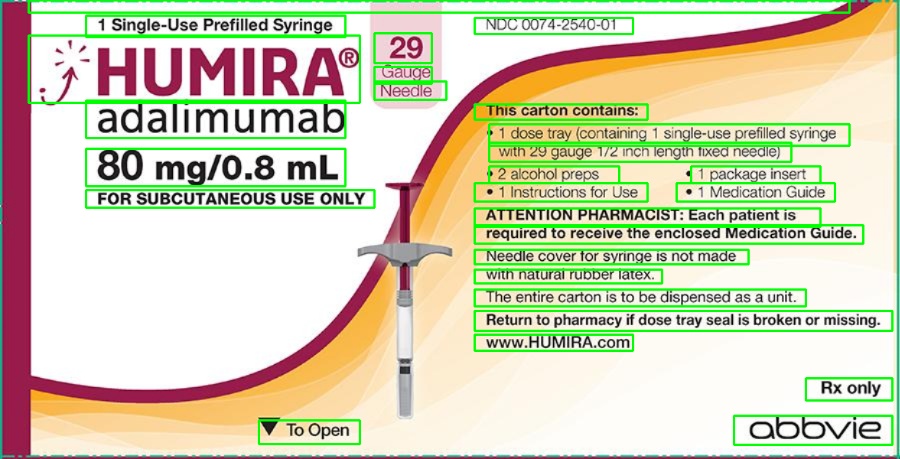 1 Single-Use Prefilled Syringe
NDC 0074-2540-01
HUMIRA®
adalimumab
29
Gauge
Needle
80 mg/0.8 mL
FOR SUBCUTANEOUS USE ONLY
This carton contains:
• 1 dose tray (containing 1 single-use prefilled syringe
with 29 gauge 1/2 inch length fixed needle)
• 2 alcohol preps • 1 package insert
• 1 Instructions for Use • 1 Medication Guide
ATTENTION PHARMACIST: Each patient is
required to receive the enclosed Medication Guide.
Needle cover for syringe is not made
with natural rubber latex.
The entire carton is to be dispensed as a unit.
Return to pharmacy if dose tray seal is broken or missing.
www.HUMIRA.com
Rx only
▼ To Open
abbvie